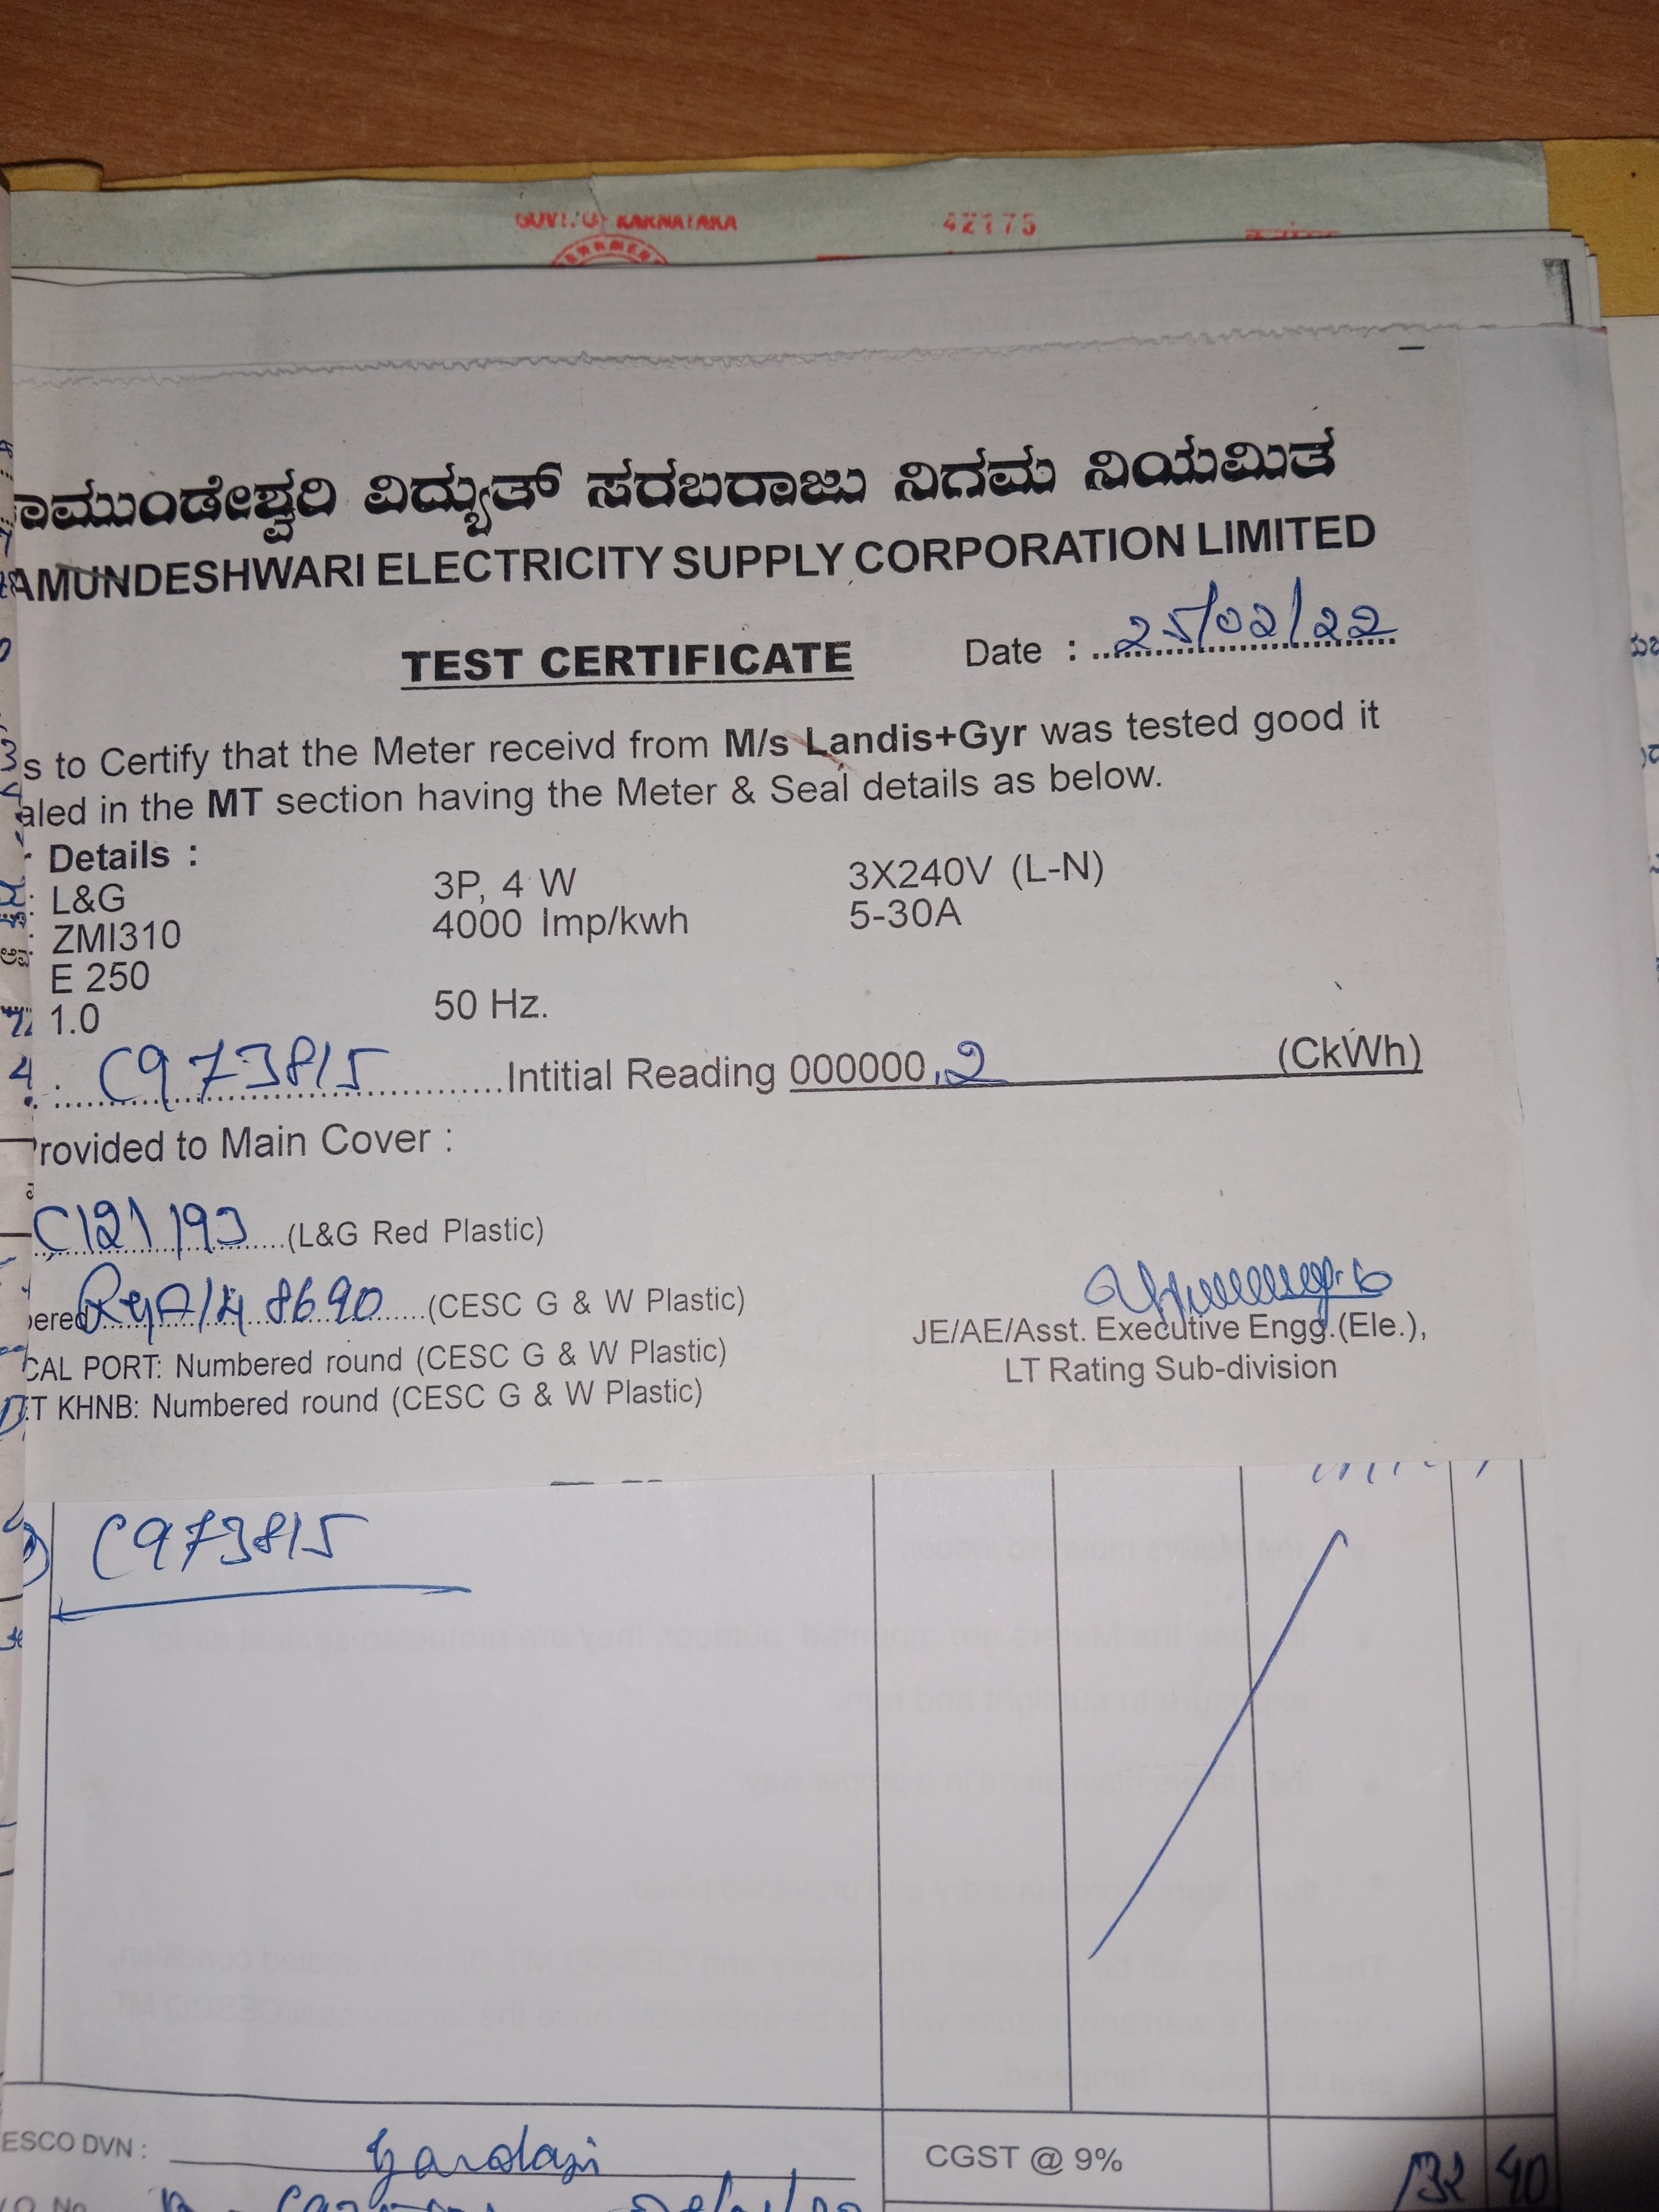 GOVT. OF KARNATAKA 42175
ಾಮುಂಡೇಶ್ವರಿ ವಿದ್ಯುತ್ ಸರಬರಾಜು ನಿಗಮ ನಿಯಮಿತ
AMUNDESHWARI ELECTRICITY SUPPLY CORPORATION LIMITED
TEST CERTIFICATE Date : 25/02/22
s to Certify that the Meter receivd from M/s Landis+Gyr was tested good it
aled in the MT section having the Meter & Seal details as below.
Details :
: L&G 3P, 4 W 3X240V (L-N)
: ZMI310 4000 Imp/kwh 5-30A
E 250
1.0 50 Hz.
C973815 Intitial Reading 000000.2 (CkWh)
rovided to Main Cover :
C121193 (L&G Red Plastic)
bered 8690 (CESC G & W Plastic)
CAL PORT: Numbered round (CESC G & W Plastic)
ET KHNB: Numbered round (CESC G & W Plastic)
JE/AE/Asst. Executive Engg.(Ele.),
LT Rating Sub-division
C973815
ESCO DVN : CGST @ 9% 132 40